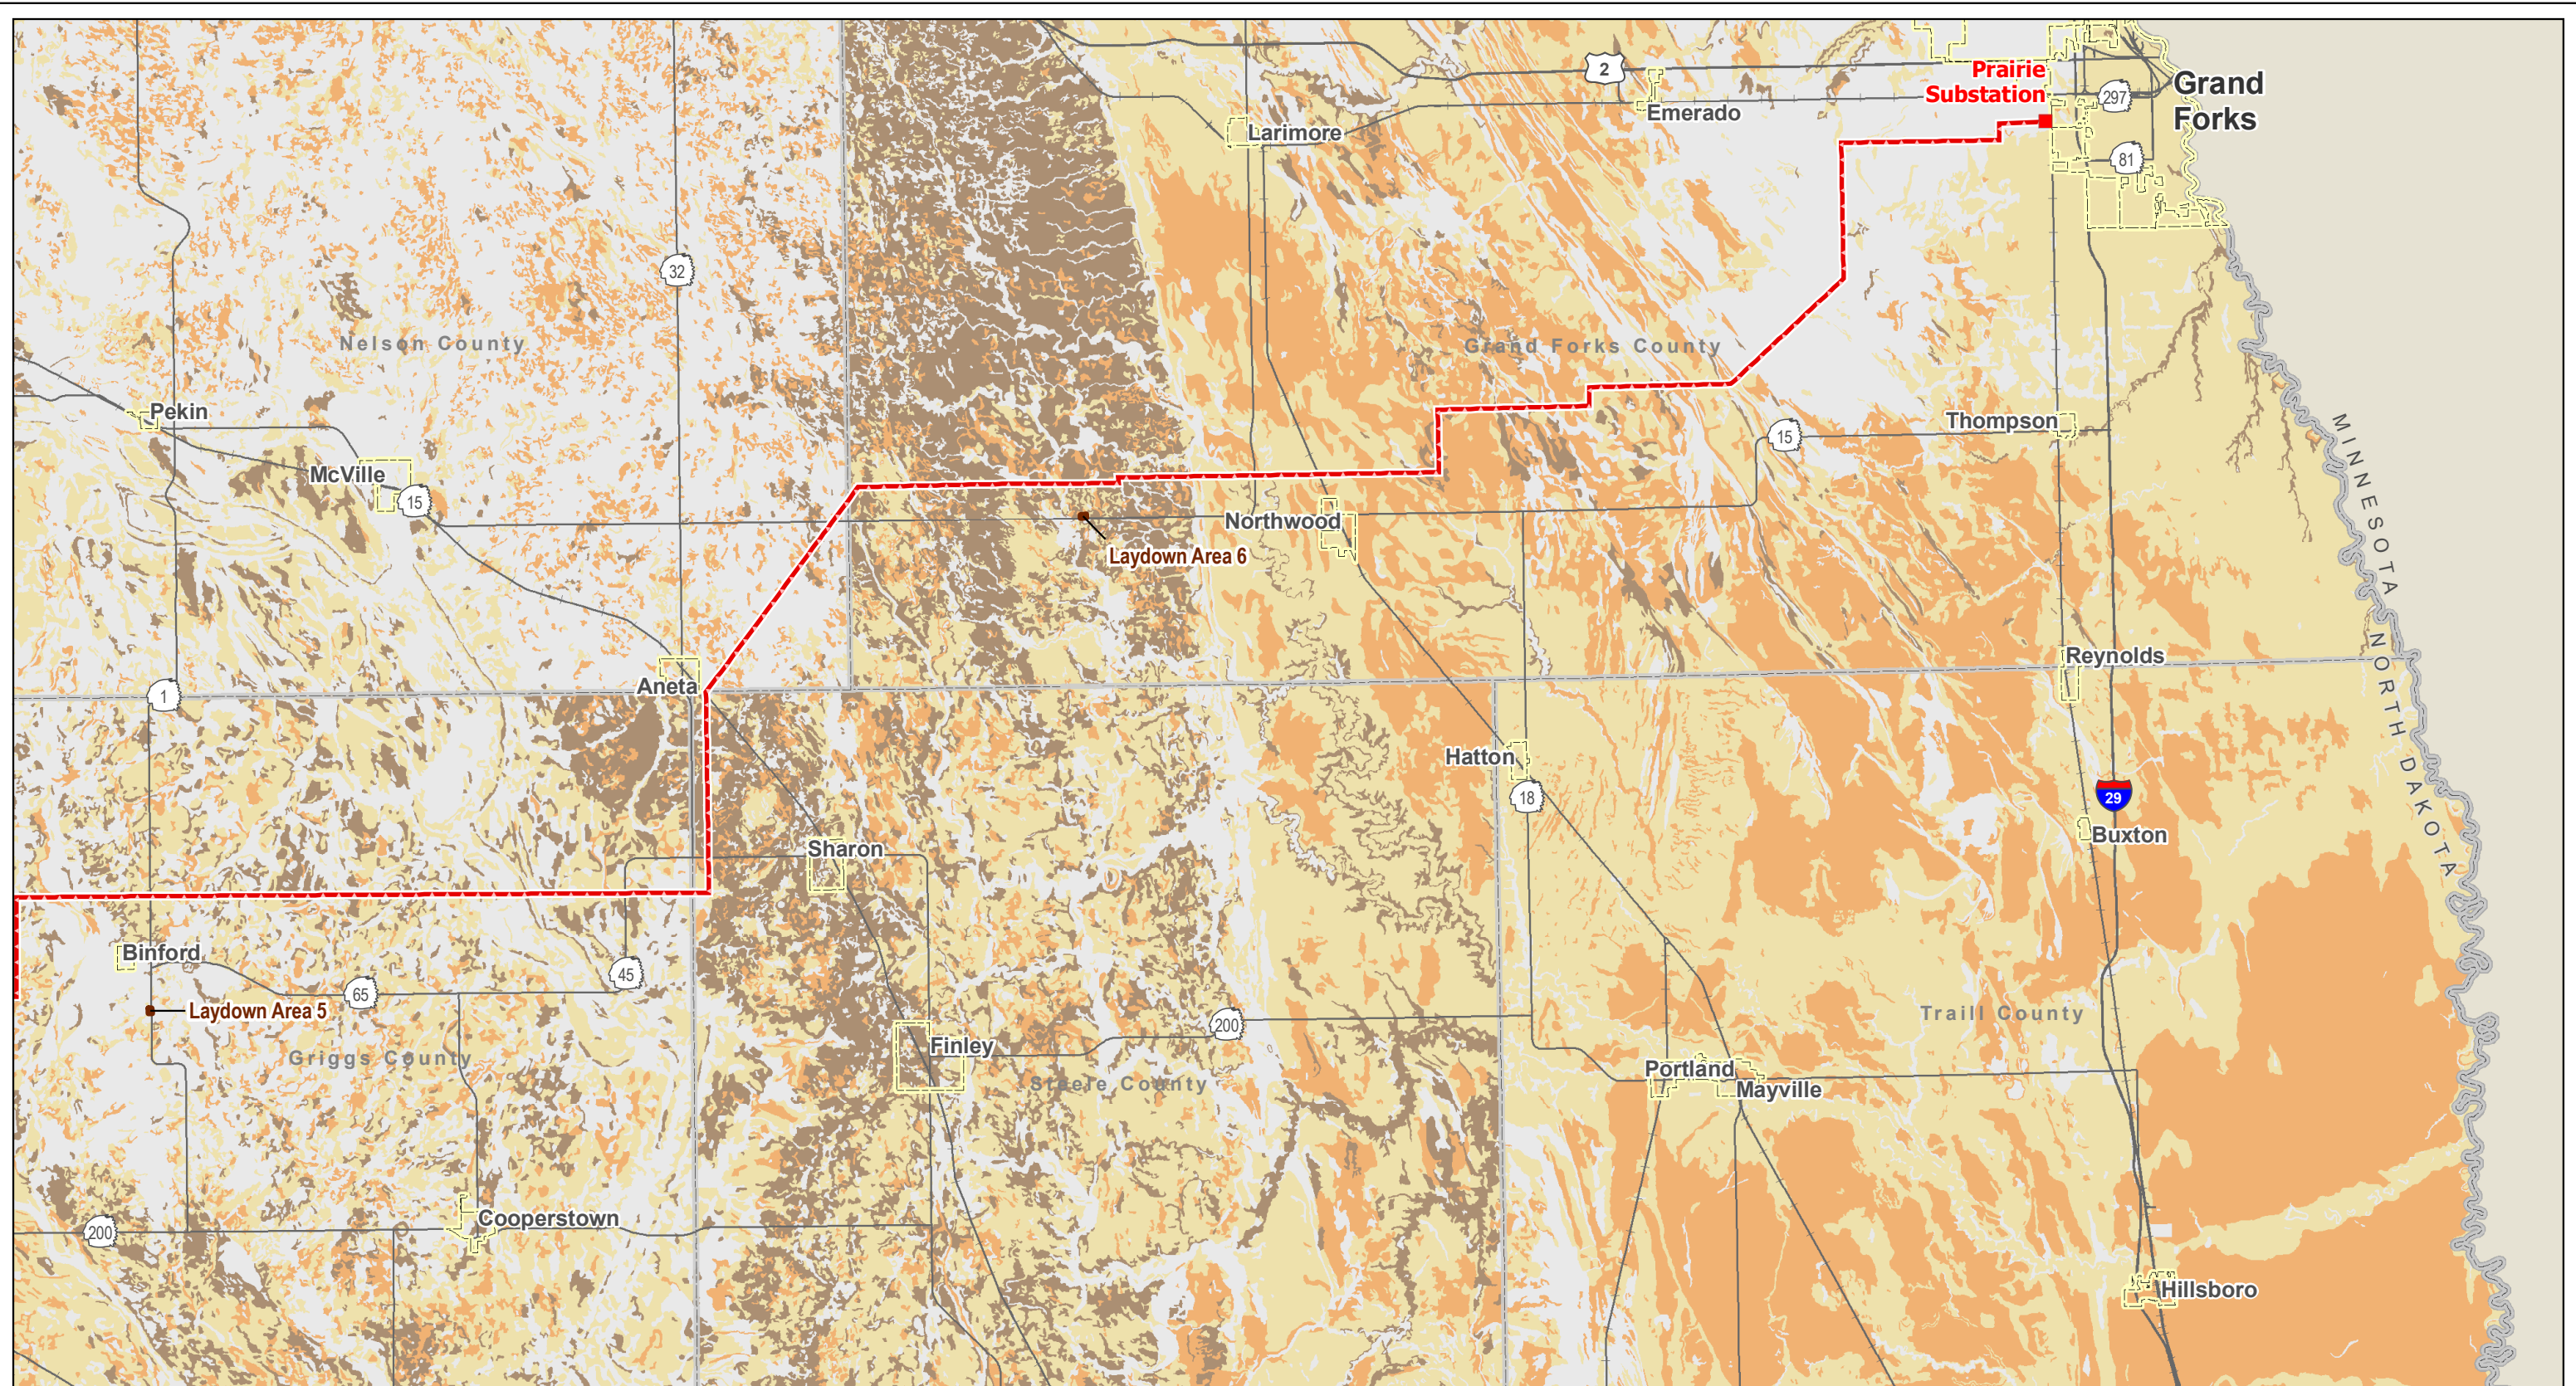 2
Prairie
Substation
297
Grand
Forks
Emerado
Larimore
81
32
Nelson County
Grand Forks County
Pekin
Thompson
15
MINNESOTA
McVille
15
Northwood
Laydown Area 6
NORTH DAKOTA
Reynolds
Aneta
1
Hatton
18
29
Buxton
Sharon
Binford
45
65
Laydown Area 5
Traill County
200
Finley
Griggs County
Steele County
Portland
Mayville
Cooperstown
200
Hillsboro